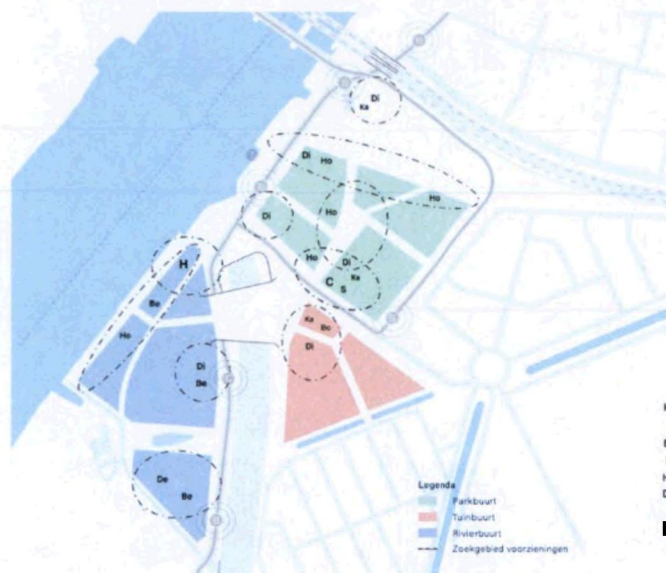 Di
Ka
Di Ho
Ho
Di
Ho
Ho
Di
C Ka
S
H
Be
Ho
Ka Be
Di
Di
Be
De
Be
Legenda
Parkbuurt
Tuinbuurt
Rivierbuurt
Zoekgebied voorzieningen